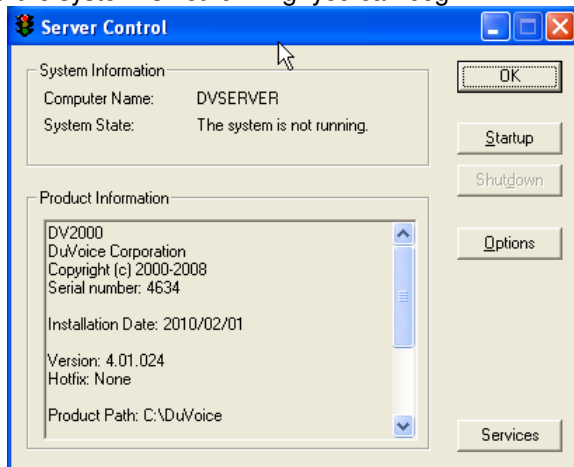 Server Control
System Information
Computer Name: DVSERVER
System State: The system is not running.
OK
Startup
Shutdown
Product Information
DV2000
DuVoice Corporation
Copyright (c) 2000-2008
Serial number: 4634
Installation Date: 2010/02/01
Version: 4.01.024
Hotfix: None
Product Path: C:\DuVoice
Options
Services